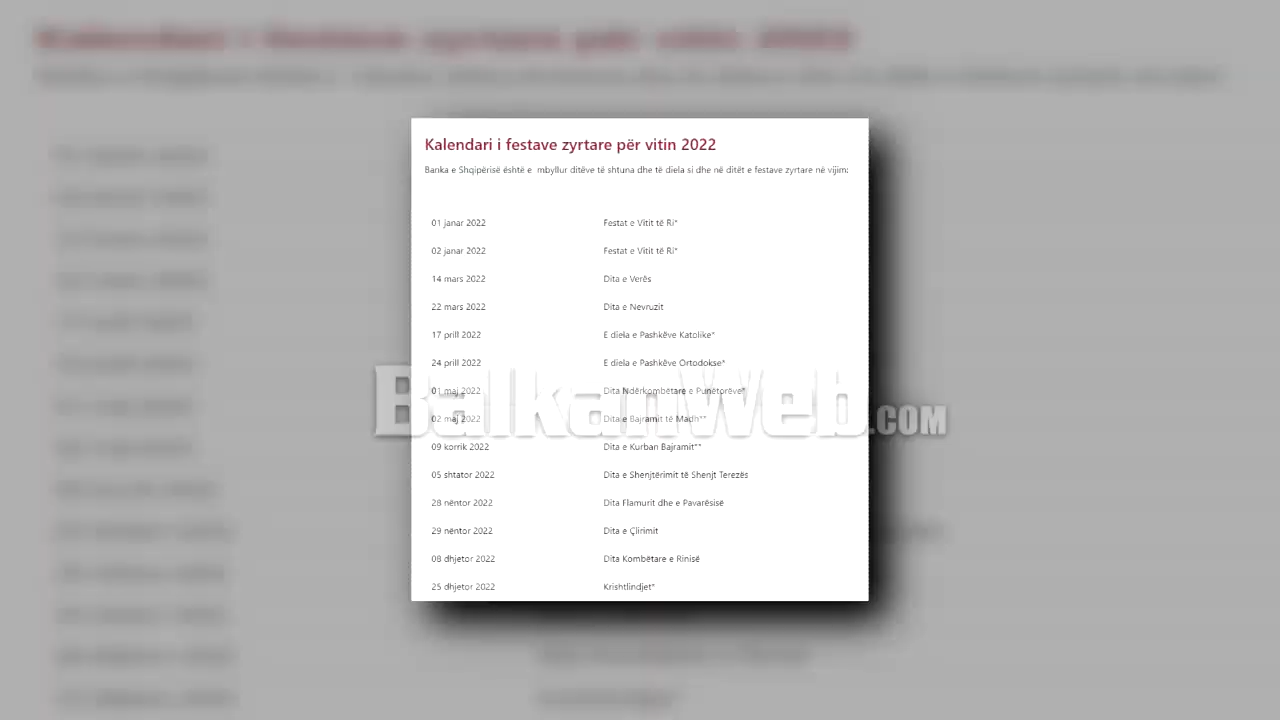 Kalendari i festave zyrtare për vitin 2022
Banka e Shqipërisë është e mbyllur ditëve të shtuna dhe të diela si dhe në ditët e festave zyrtare në vijim:
01 janar 2022 Festat e Vitit të Ri*
02 janar 2022 Festat e Vitit të Ri*
14 mars 2022 Dita e Verës
22 mars 2022 Dita e Nevruzit
17 prill 2022 E diela e Pashkëve Katolike*
24 prill 2022 E diela e Pashkëve Ortodokse*
01 maj 2022 Dita Ndërkombëtare e Punëtorëve*
02 maj 2022 Dita e Bajramit të Madh**
BalkanWeb.COM
09 korrik 2022 Dita e Kurban Bajramit**
05 shtator 2022 Dita e Shenjtërimit të Shenjt Terezës
28 nëntor 2022 Dita Flamurit dhe e Pavarësisë
29 nëntor 2022 Dita e Çlirimit
08 dhjetor 2022 Dita Kombëtare e Rinisë
25 dhjetor 2022 Krishtlindjet*